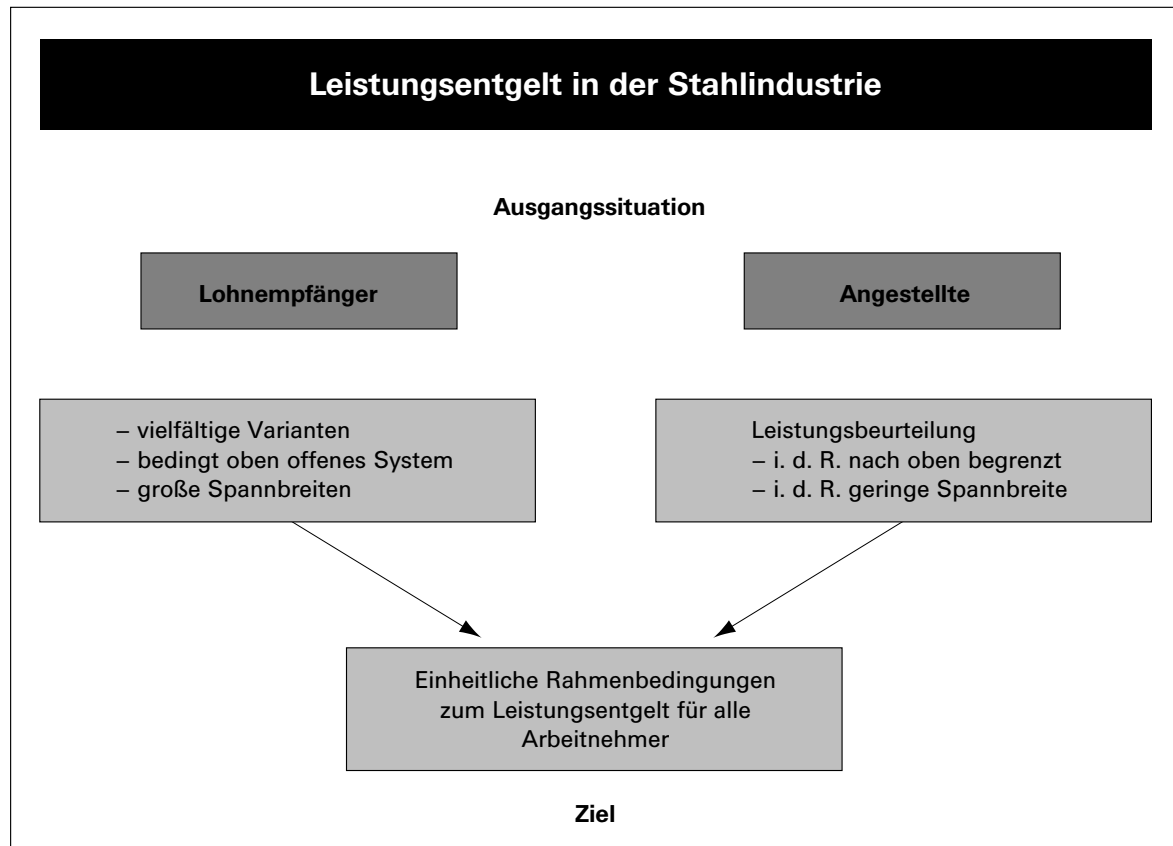 Leistungsentgelt in der Stahlindustrie
Ausgangssituation
Lohnempfänger
Angestellte
– vielfältige Varianten
– bedingt oben offenes System
– große Spannbreiten
Leistungsbeurteilung
– i. d. R. nach oben begrenzt
– i. d. R. geringe Spannbreite
Einheitliche Rahmenbedingungen
zum Leistungsentgelt für alle
Arbeitnehmer
Ziel